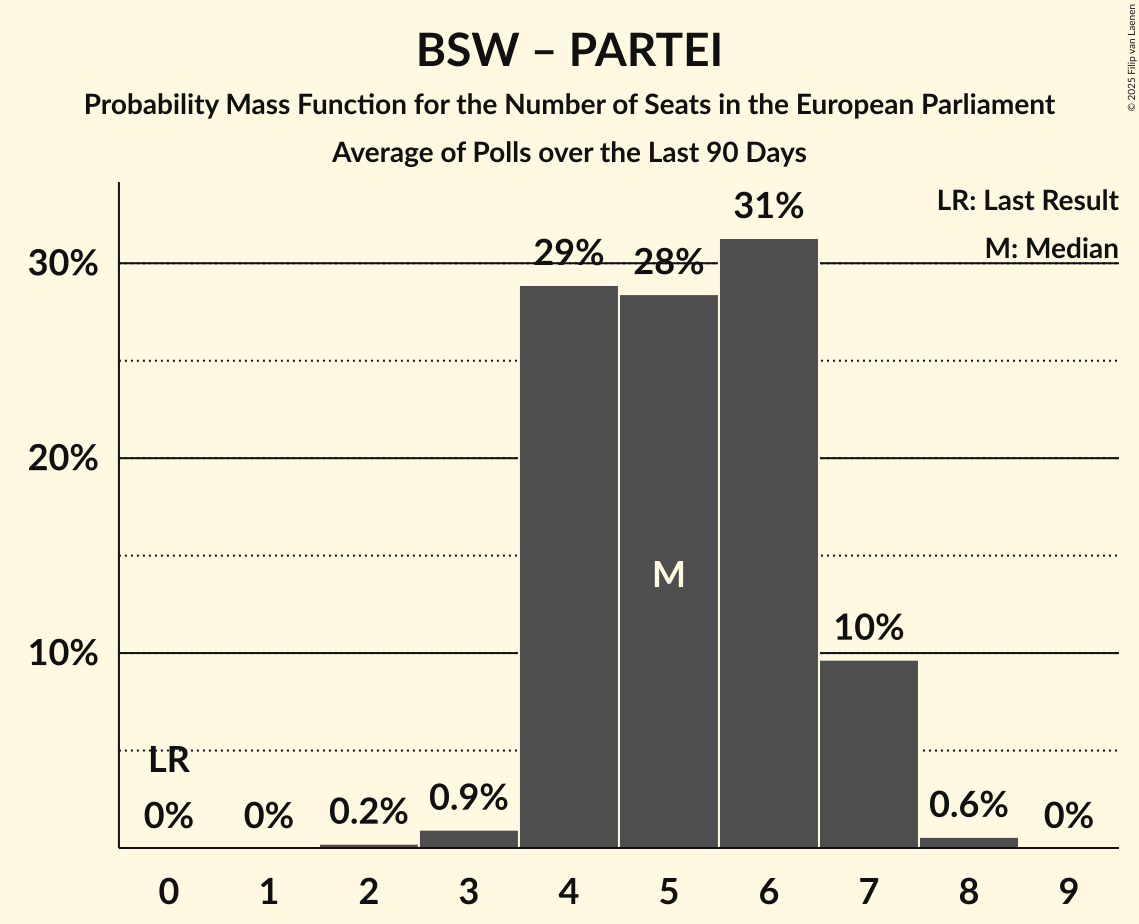 BSW – PARTEI
Probability Mass Function for the Number of Seats in the European Parliament
Average of Polls over the Last 90 Days
© 2025 Filip van Laenen
LR: Last Result
M: Median
30%
20%
10%
LR
0%
0%
0.2%
0.9%
29%
28%
31%
10%
0.6%
0%
M
0
1
2
3
4
5
6
7
8
9